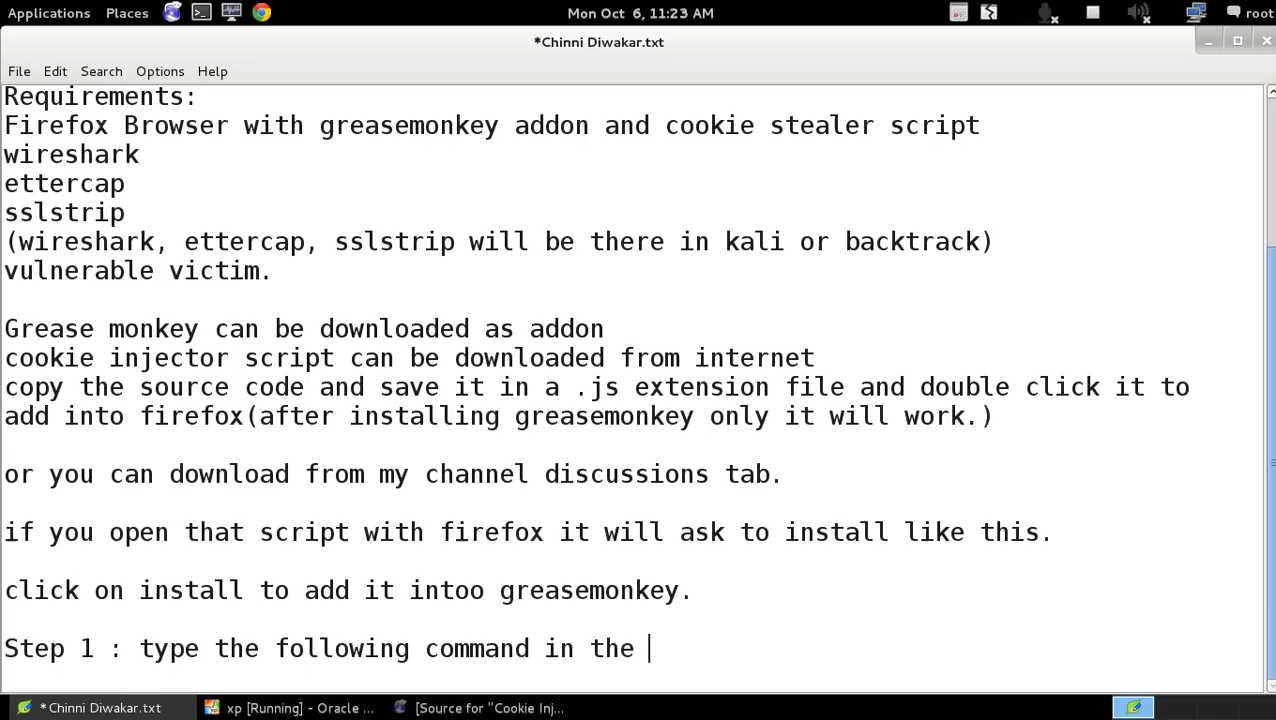 Applications Places Mon Oct 6, 11:23 AM root
*Chinni Diwakar.txt
File Edit Search Options Help
Requirements:
Firefox Browser with greasemonkey addon and cookie stealer script
wireshark
ettercap
sslstrip
(wireshark, ettercap, sslstrip will be there in kali or backtrack)
vulnerable victim.
Grease monkey can be downloaded as addon
cookie injector script can be downloaded from internet
copy the source code and save it in a .js extension file and double click it to
add into firefox(after installing greasemonkey only it will work.)
or you can download from my channel discussions tab.
if you open that script with firefox it will ask to install like this.
click on install to add it intoo greasemonkey.
Step 1 : type the following command in the
*Chinni Diwakar.txt xp [Running] - Oracle ... [Source for "Cookie Inj...